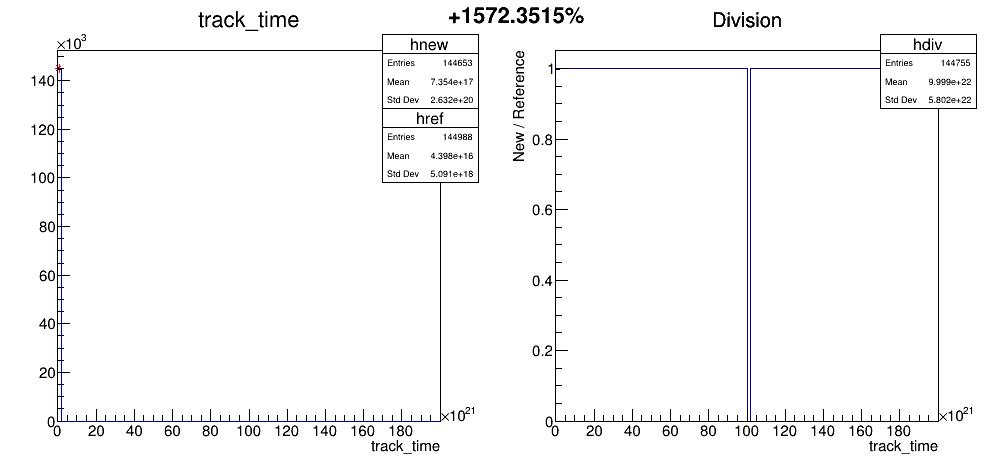 track_time
+1572.3515%
Division
×10³
hnew
Entries 144653
Mean 7.354e+17
Std Dev 2.632e+20
href
Entries 144988
Mean 4.398e+16
Std Dev 5.091e+18
140
120
100
80
60
40
20
0
0 20 40 60 80 100 120 140 160 180
×10²¹
track_time
hdiv
Entries 144755
Mean 9.999e+22
Std Dev 5.802e+22
New / Reference
1
0.8
0.6
0.4
0.2
0
0 20 40 60 80 100 120 140 160 180
×10²¹
track_time